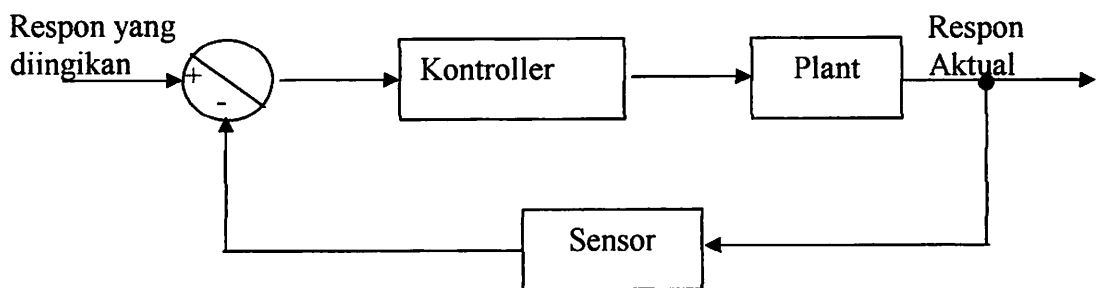 Respon yang
diingikan
+
-
Kontroller
Plant
Respon
Aktual
Sensor